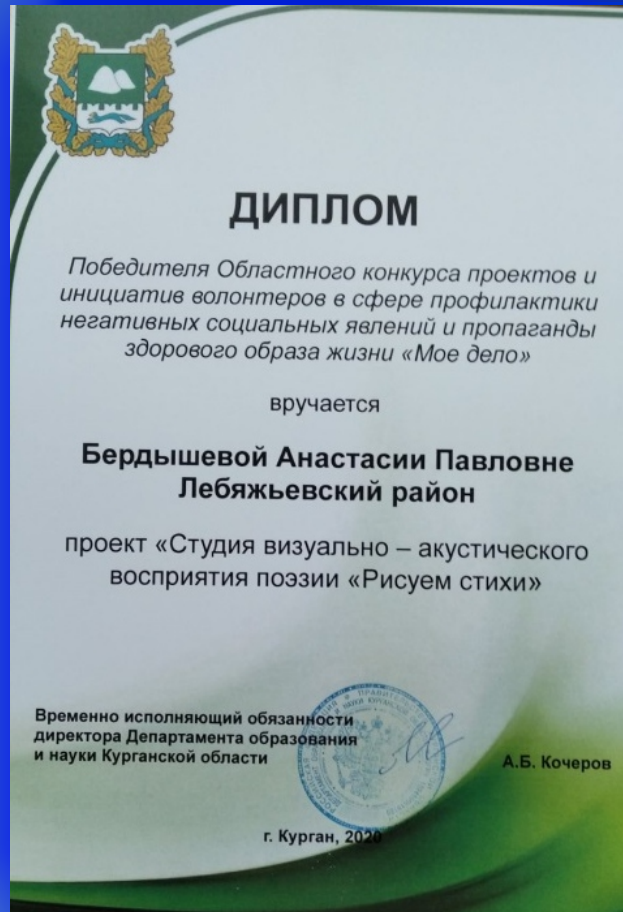 ДИПЛОМ
Победителя Областного конкурса проектов и
инициатив волонтеров в сфере профилактики
негативных социальных явлений и пропаганды
здорового образа жизни «Мое дело»
вручается
Бердышевой Анастасии Павловне
Лебяжьевский район
проект «Студия визуально – акустического
восприятия поэзии «Рисуем стихи»
Временно исполняющий обязанности
директора Департамента образования
и науки Курганской области
А.Б. Кочеров
г. Курган, 2020